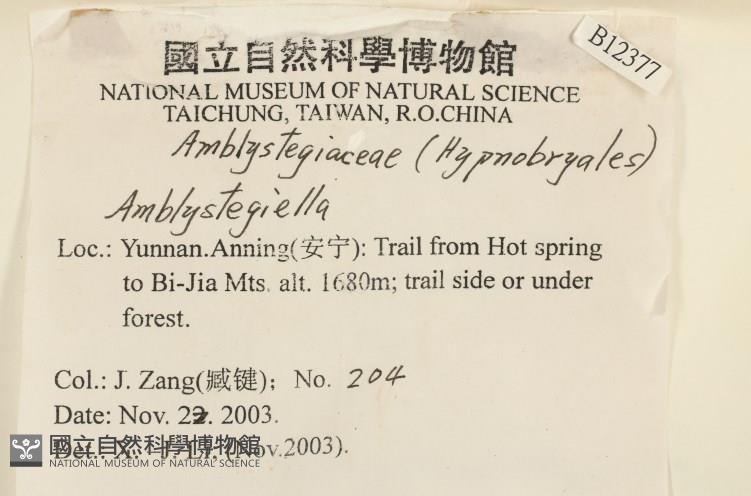 國立自然科學博物館
B12377
NATIONAL MUSEUM OF NATURAL SCIENCE
TAICHUNG, TAIWAN, R.O.CHINA
Amblystegiaceae (Hypnobryales)
Amblystegiella
Loc.: Yunnan.Anning(安宁): Trail from Hot spring
to Bi-Jia Mts. alt. 1680m; trail side or under
forest.
Col.: J. Zang(臧键); No. 204
Date: Nov. 22. 2003.
Det.: X. J. Li. (Nov.2003).
國立自然科學博物館
NATIONAL MUSEUM OF NATURAL SCIENCE